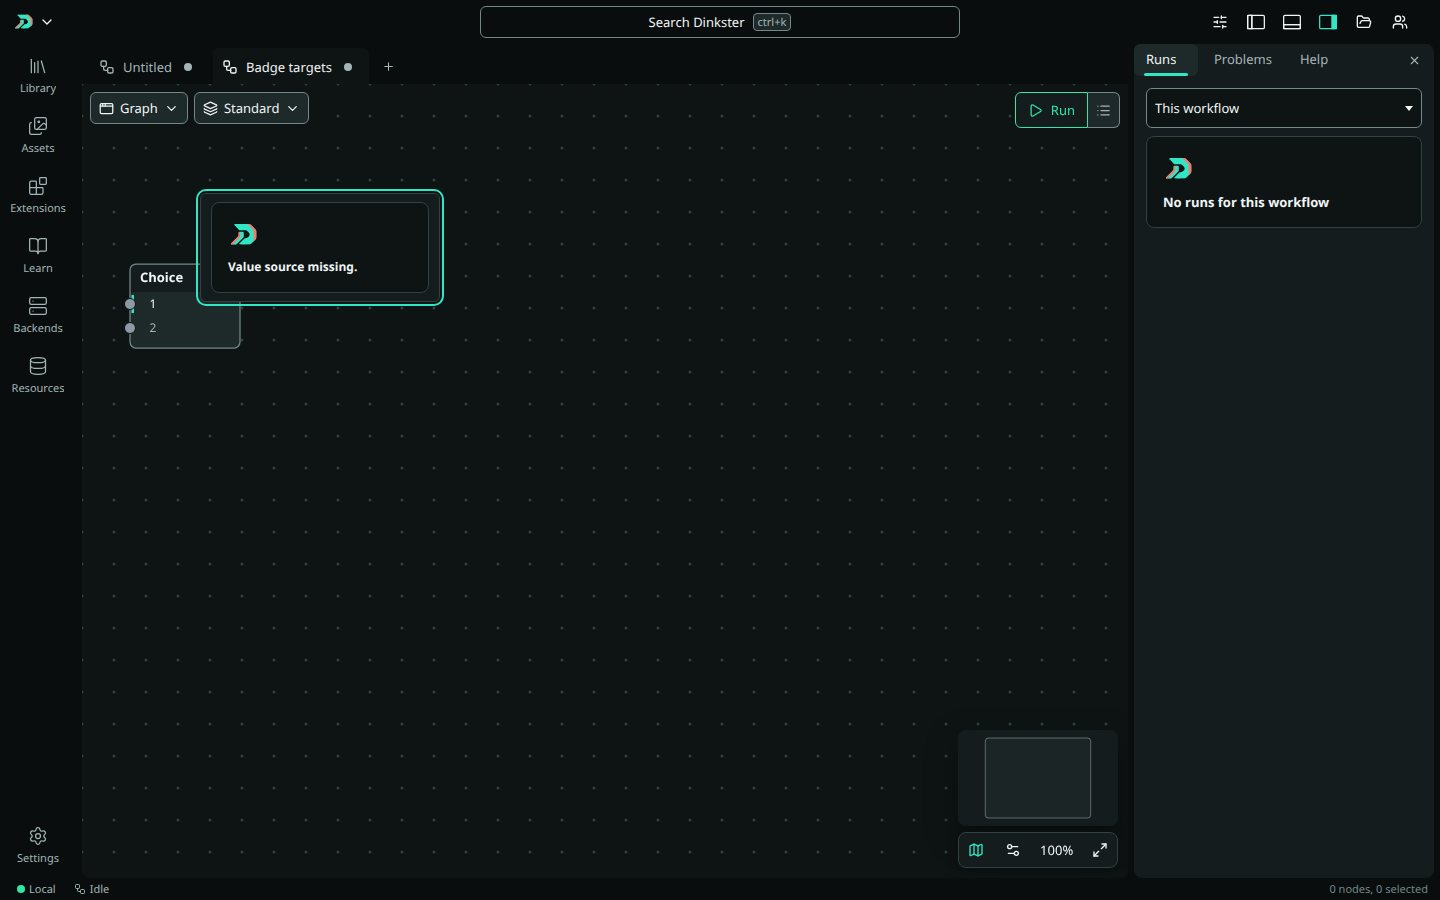 Search Dinkster ctrl+k
Library
Assets
Extensions
Learn
Backends
Resources
Settings
Untitled
Badge targets
Graph
Standard
Run
Value source missing.
Choice
1
2
100%
Runs
Problems
Help
This workflow
No runs for this workflow
Local
Idle
0 nodes, 0 selected